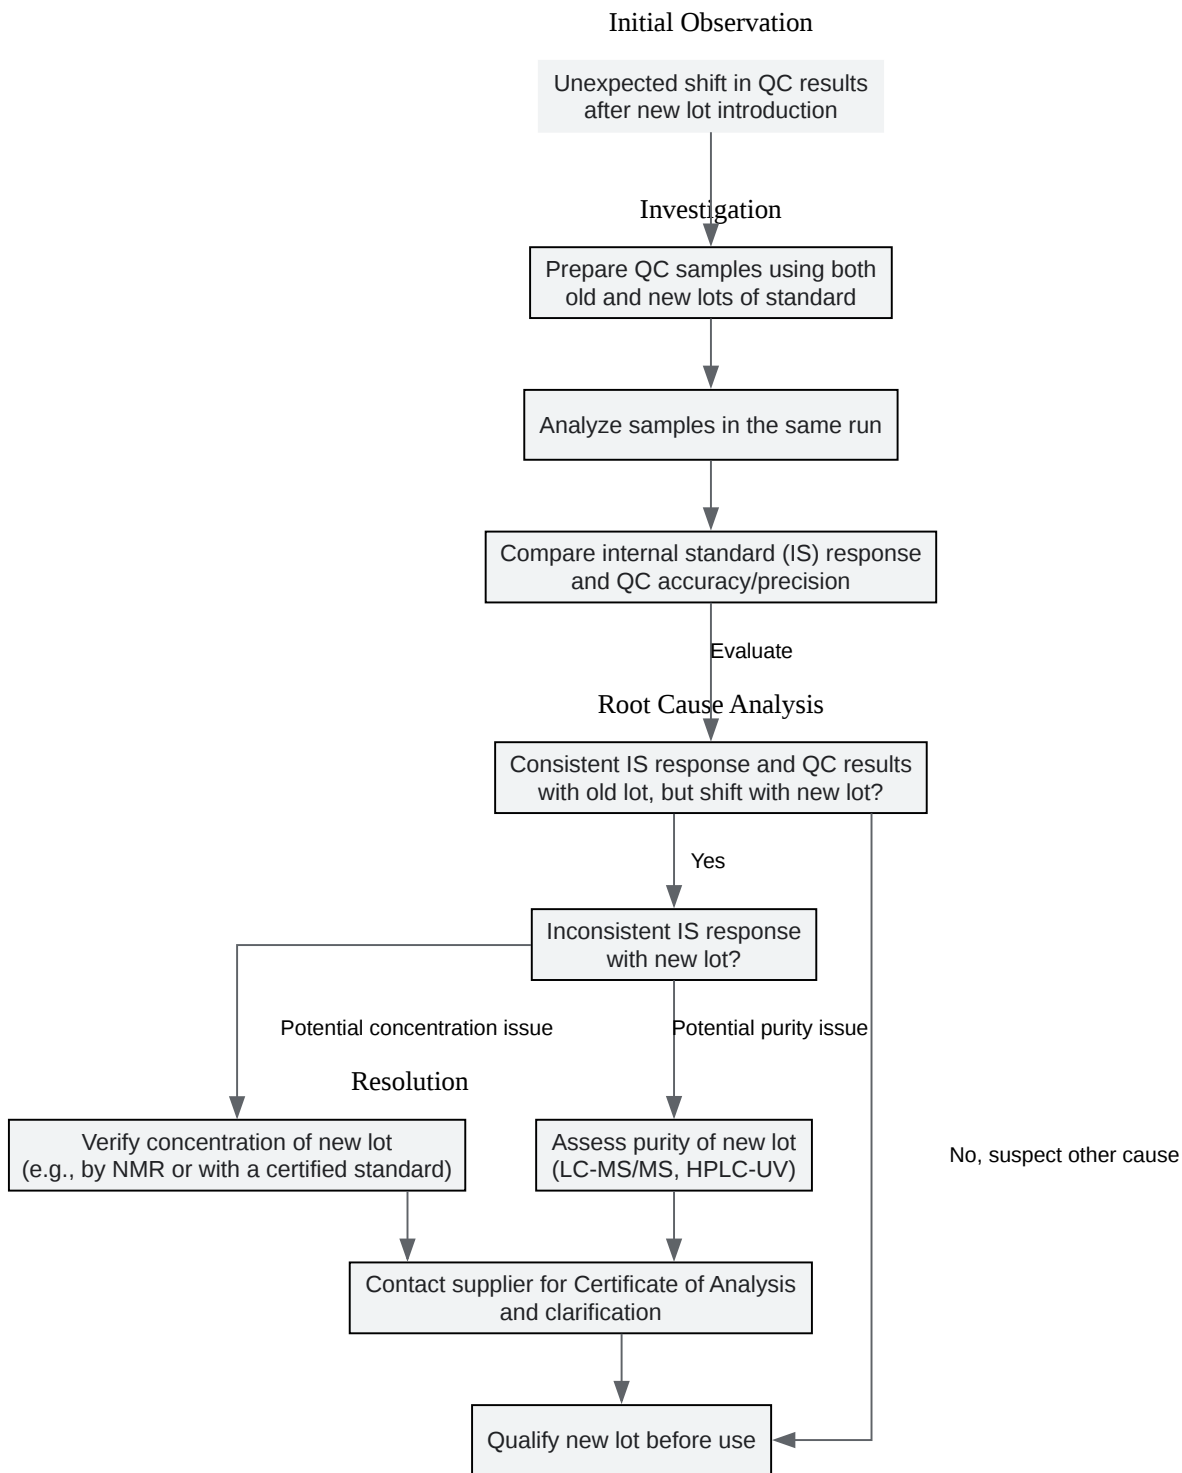 Initial Observation
Unexpected shift in QC results
after new lot introduction
Investigation
Prepare QC samples using both
old and new lots of standard
Analyze samples in the same run
Compare internal standard (IS) response
and QC accuracy/precision
Evaluate
Root Cause Analysis
Consistent IS response and QC results
with old lot, but shift with new lot?
Yes
Inconsistent IS response
with new lot?
Potential concentration issue
Potential purity issue
Resolution
Verify concentration of new lot
(e.g., by NMR or with a certified standard)
Assess purity of new lot
(LC-MS/MS, HPLC-UV)
No, suspect other cause
Contact supplier for Certificate of Analysis
and clarification
Qualify new lot before use